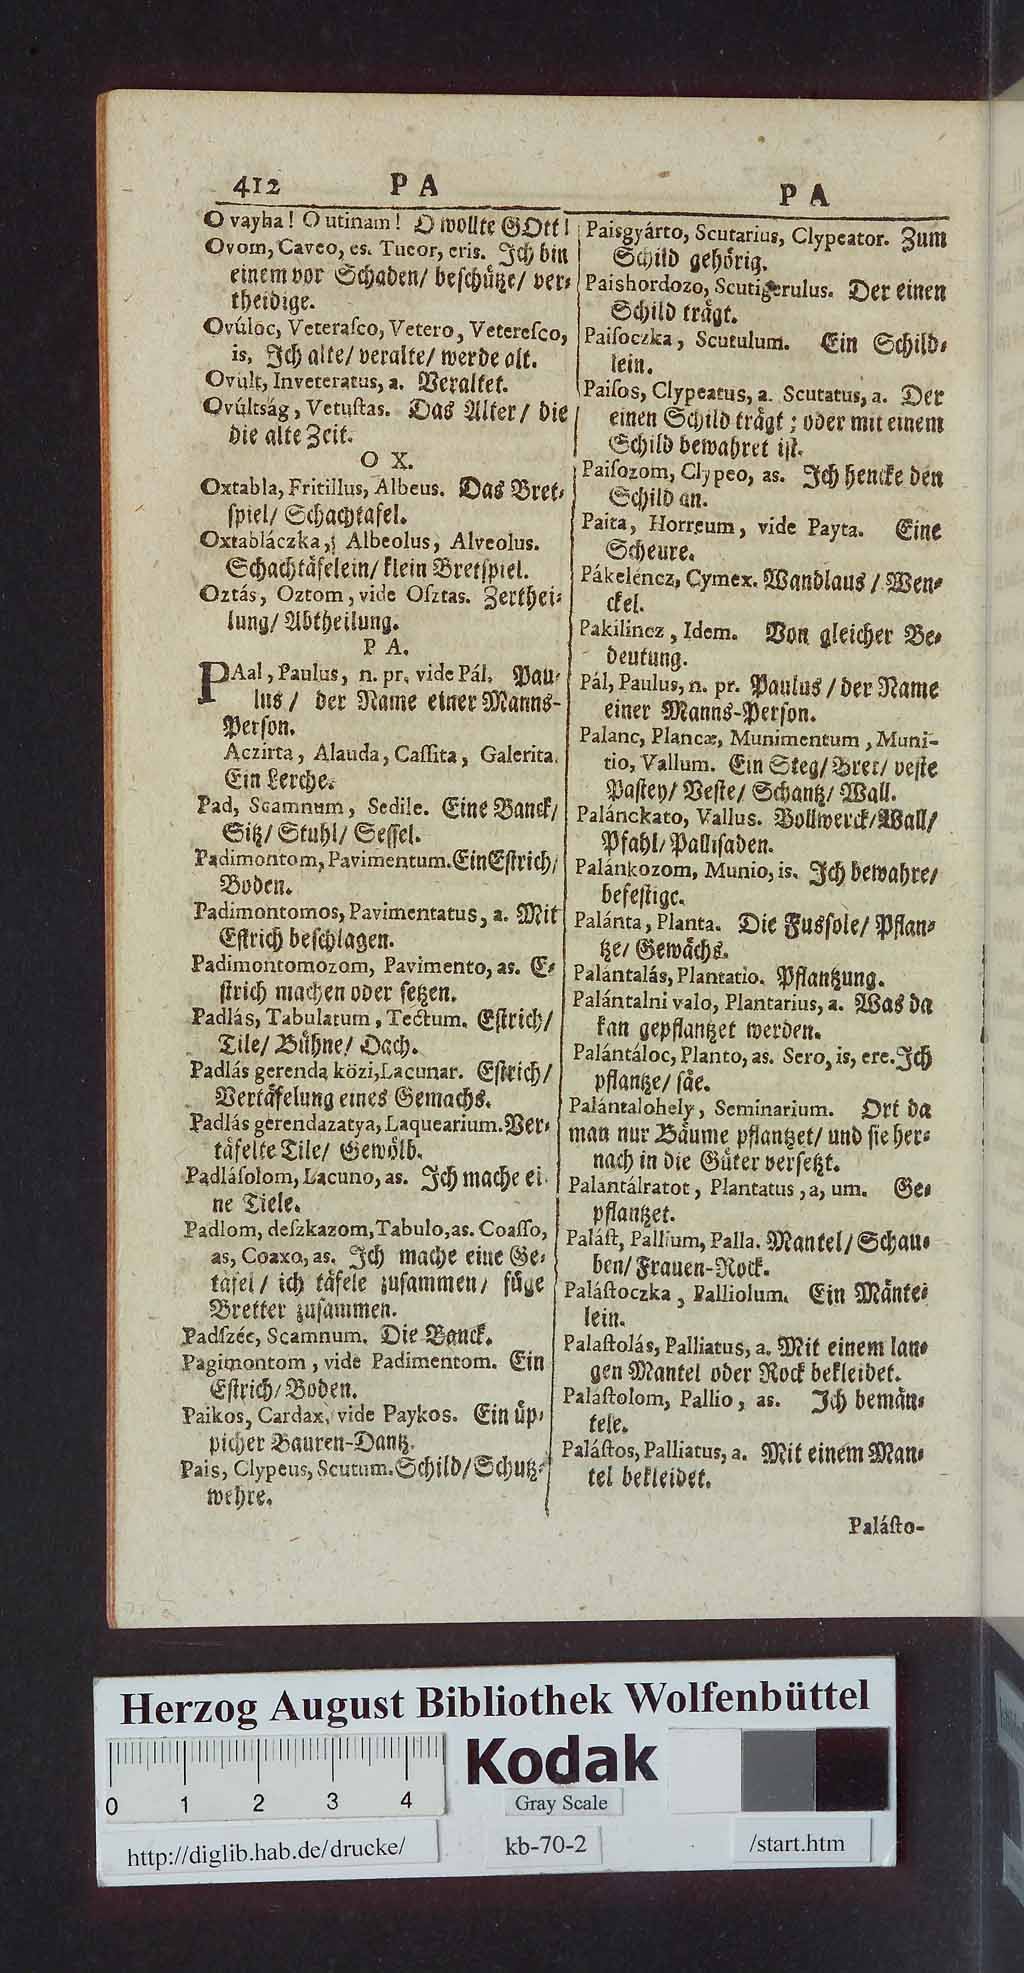 412 P A
O vayha! O utinam! O wollte GOtt!
Ovom, Caveo, es. Tueor, eris. Ich bin
einem vor Schaden/ beschütze/ ver⸗
theidige.
Ovúloc, Veteraſco, Vetero, Vetereſco,
is, Ich alte/ veralte/ werde alt.
Ovúlt, Inveteratus, a. Veraltet.
Ovúltság, Vetuſtas. Das Alter/ die
die alte Zeit.
O X.
Oxtabla, Fritillus, Albeus. Das Bret⸗
spiel/ Schachtafel.
Oxtabláczka, Albeolus, Alveolus.
Schachtäfelein/ klein Bretspiel.
Oztás, Oztom, vide Oſztas. Zerthei⸗
lung/ Abtheilung.
P A.
PAal, Paulus, n. pr. vide Pál. Pau⸗
lus/ der Name einer Manns-
Person.
Aczirta, Alauda, Caſſita, Galerita.
Ein Lerche.
Pad, Scamnum, Sedile. Eine Banck/
Sitz/ Stuhl/ Sessel.
Padimontom, Pavimentum. Ein Estrich/
Boden.
Padimontomos, Pavimentatus, a. Mit
Estrich beschlagen.
Padimontomozom, Pavimento, as. E⸗
strich machen oder setzen.
Padlás, Tabulatum, Tectum. Estrich/
Tile/ Bühne/ Dach.
Padlás gerenda közi, Lacunar. Estrich/
Vertäfelung eines Gemachs.
Padlás gerendazatya, Laquearium. Ver⸗
täfelte Tile/ Gewölb.
Padláſolom, Lacuno, as. Ich mache ei
ne Tiele.
Padlom, deſzkazom, Tabulo, as. Coaſſo,
as, Coaxo, as. Ich mache eine Ge⸗
täfel/ ich täfele zusammen/ füge
Bretter zusammen.
Padſzéc, Scamnum. Die Banck.
Pagimontom, vide Padimentom. Ein
Estrich/ Boden.
Paikos, Cardax, vide Paykos. Ein üp⸗
picher Bauren-Dantz.
Pais, Clypeus, Scutum. Schild/ Schutz⸗
wehre.
P A
Paisgyárto, Scutarius, Clypeator. Zum
Schild gehörig.
Paishordozo, Scutigerulus. Der einen
Schild trägt.
Paiſoczka, Scutulum. Ein Schild⸗
lein.
Paiſos, Clypeatus, a. Scutatus, a. Der
einen Schild trägt; oder mit einem
Schild bewahret ist.
Paiſozom, Clypeo, as. Ich hencke den
Schild an.
Paita, Horreum, vide Payta. Eine
Scheure.
Pákelencz, Cymex. Wandlaus/ Wen⸗
ckel.
Pakilincz, Idem. Von gleicher Be⸗
deutung.
Pál, Paulus, n. pr. Paulus/ der Name
einer Manns-Person.
Palanc, Plancæ, Munimentum, Muni-
tio, Vallum. Ein Steg/ Bret/ veste
Pastey/ Veste/ Schantz/ Wall.
Palánckato, Vallus. Bollwerck/ Wall/
Pfahl/ Pallisaden.
Palánkozom, Munio, is. Ich bewahre/
befestige.
Palánta, Planta. Die Fussole/ Pflan⸗
tze/ Gewächs.
Palántalás, Plantatio. Pflantzung.
Palántalni valo, Plantarius, a. Was da
kan gepflantzet werden.
Palántáloc, Planto, as. Sero, is, ere. Ich
pflantze/ säe.
Palántalohely, Seminarium. Ort da
man nur Bäume pflantzet/ und sie her⸗
nach in die Güter versetzt.
Palantálratot, Plantatus, a, um. Ge⸗
pflantzet.
Paláſt, Pallium, Palla. Mantel/ Schau⸗
ben/ Frauen-Rock.
Paláſtoczka, Palliolum. Ein Mänte⸗
lein.
Palaſtolás, Palliatus, a. Mit einem lan⸗
gen Mantel oder Rock bekleidet.
Palaſtolom, Pallio, as. Ich bemän⸗
tele.
Paláſtos, Palliatus, a. Mit einem Man⸗
tel bekleidet.
Paláſto-
Herzog August Bibliothek Wolfenbüttel
0 1 2 3 4
Kodak
Gray Scale
http://diglib.hab.de/drucke/ kb-70-2 /start.htm